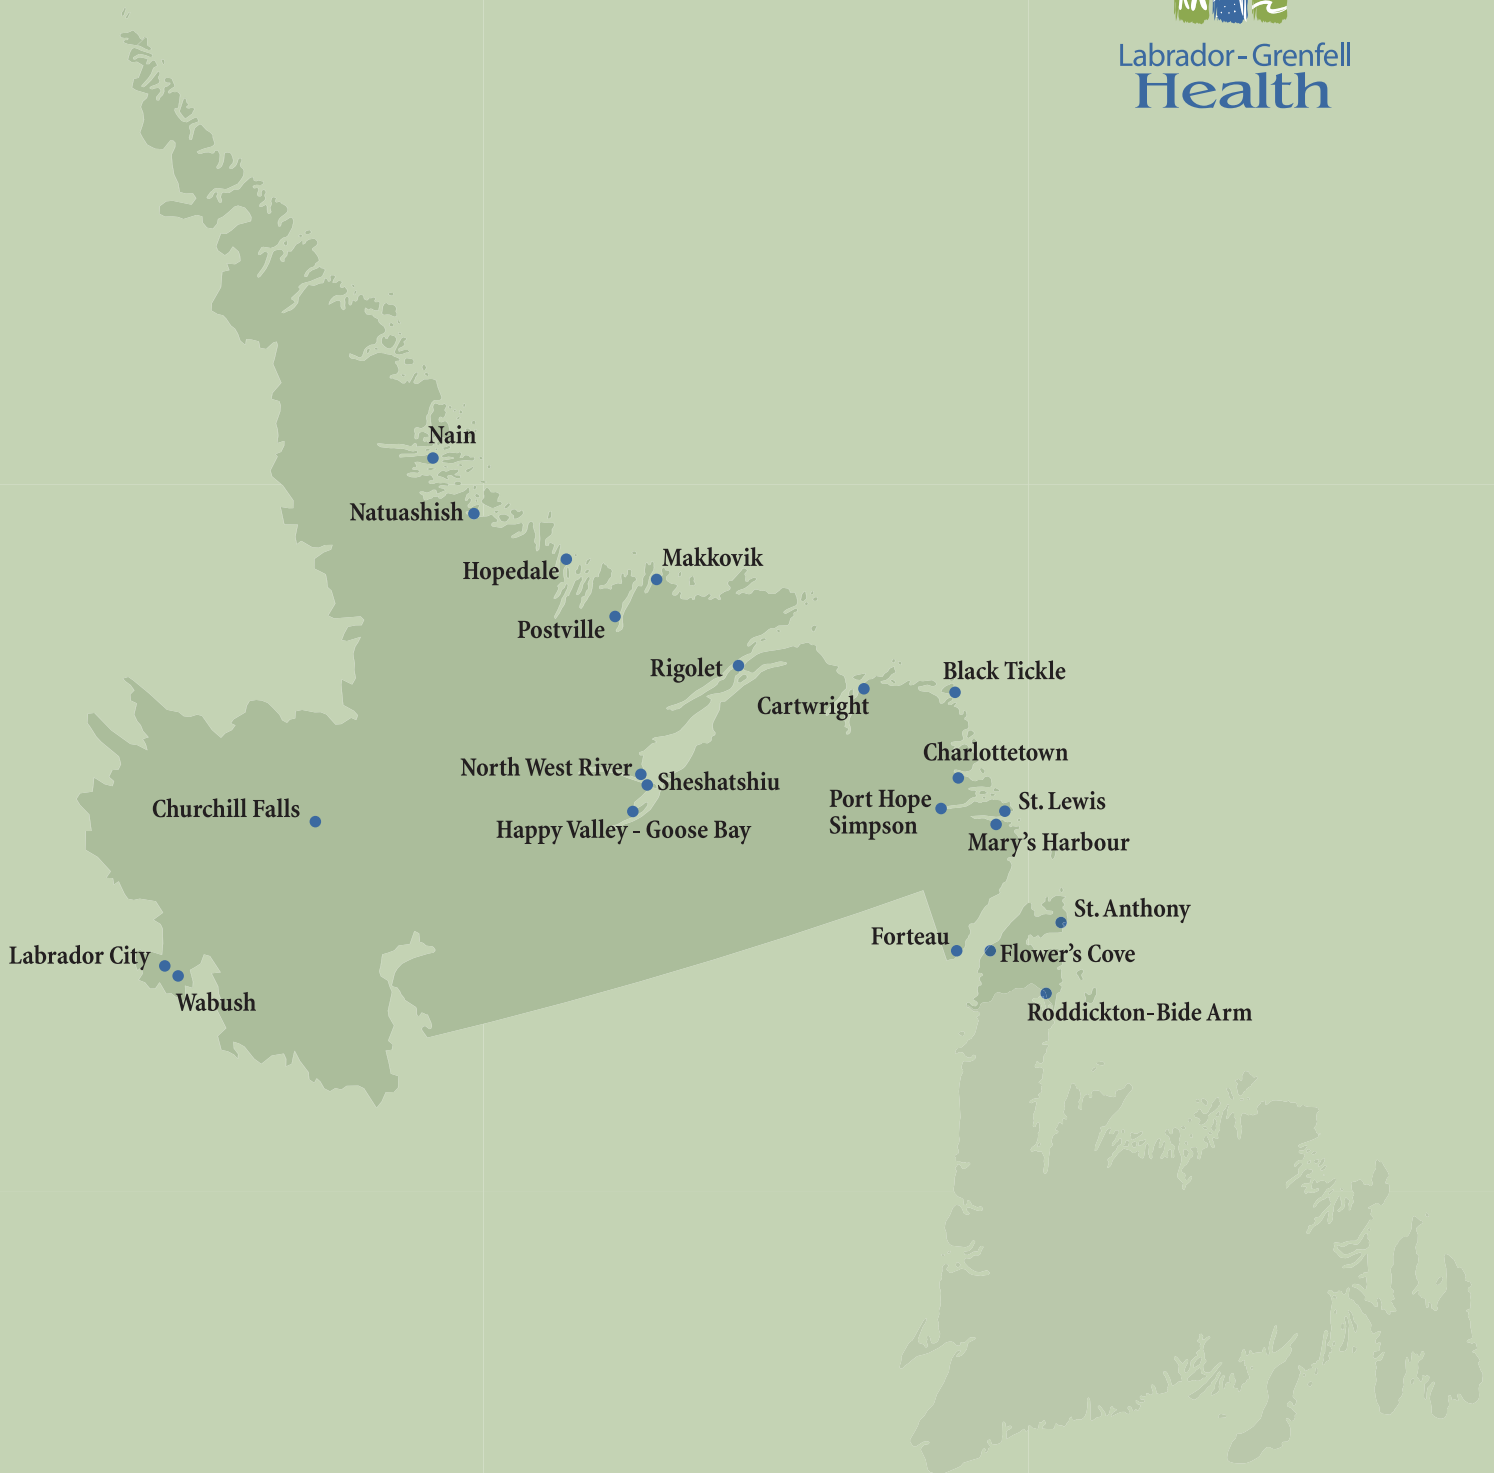 Labrador-Grenfell
Health
Nain
Natuashish
Hopedale
Makkovik
Postville
Rigolet
Black Tickle
Cartwright
Charlottetown
North West River
Sheshatshiu
Churchill Falls
Port Hope
Simpson
St. Lewis
Happy Valley - Goose Bay
Mary’s Harbour
St. Anthony
Forteau
Flower’s Cove
Labrador City
Wabush
Roddickton-Bide Arm